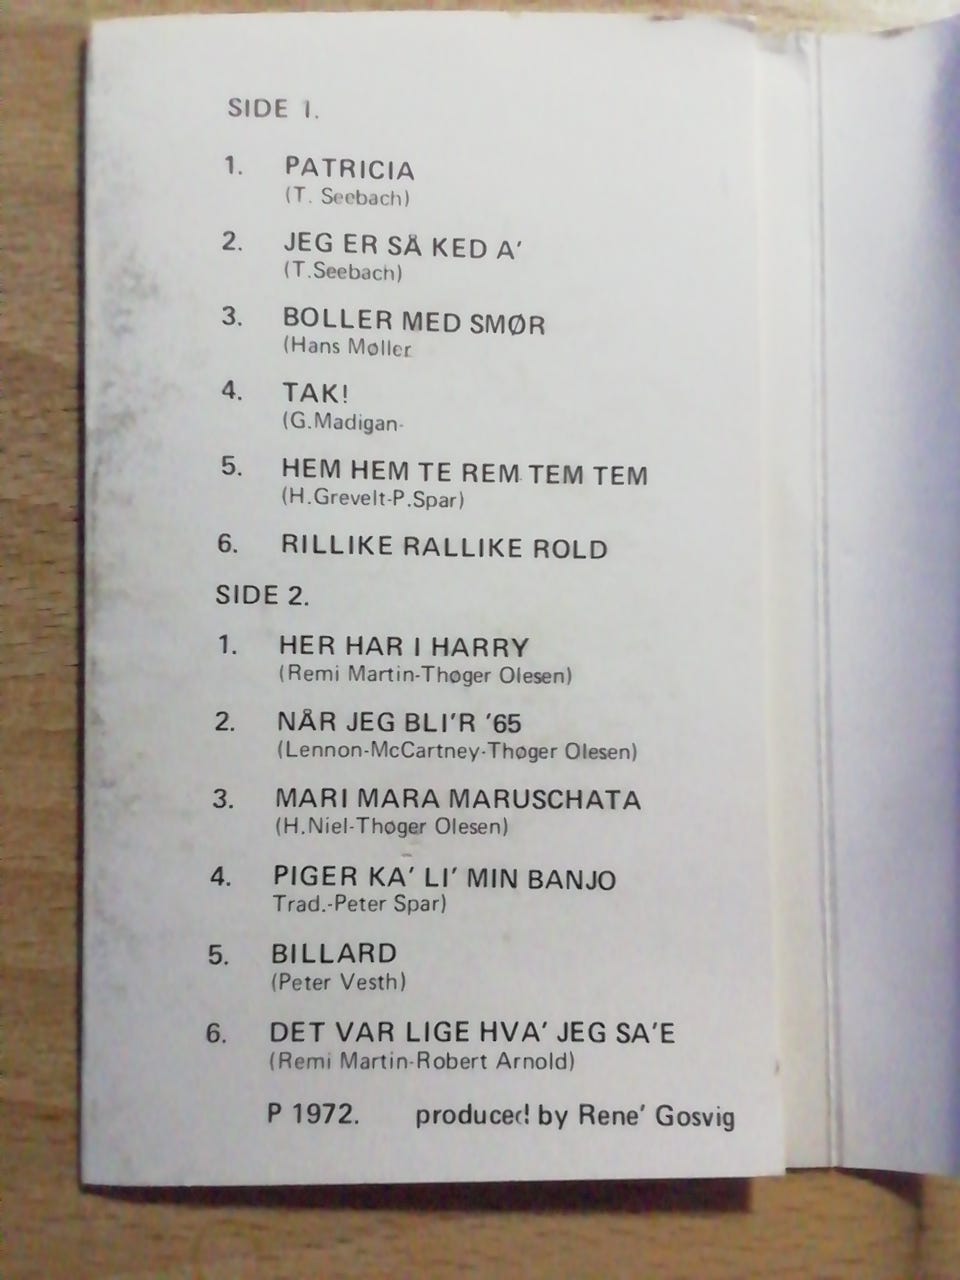 SIDE 1.
1. PATRICIA
(T. Seebach)
2. JEG ER SÅ KED A'
(T.Seebach)
3. BOLLER MED SMØR
(Hans Møller
4. TAK!
(G.Madigan-
5. HEM HEM TE REM TEM TEM
(H.Grevelt-P.Spar)
6. RILLIKE RALLIKE ROLD
SIDE 2.
1. HER HAR I HARRY
(Remi Martin-Thøger Olesen)
2. NÅR JEG BLI'R '65
(Lennon-McCartney-Thøger Olesen)
3. MARI MARA MARUSCHATA
(H.Niel-Thøger Olesen)
4. PIGER KA' LI' MIN BANJO
Trad.-Peter Spar)
5. BILLARD
(Peter Vesth)
6. DET VAR LIGE HVA' JEG SA'E
(Remi Martin-Robert Arnold)
P 1972. produced by Rene' Gosvig